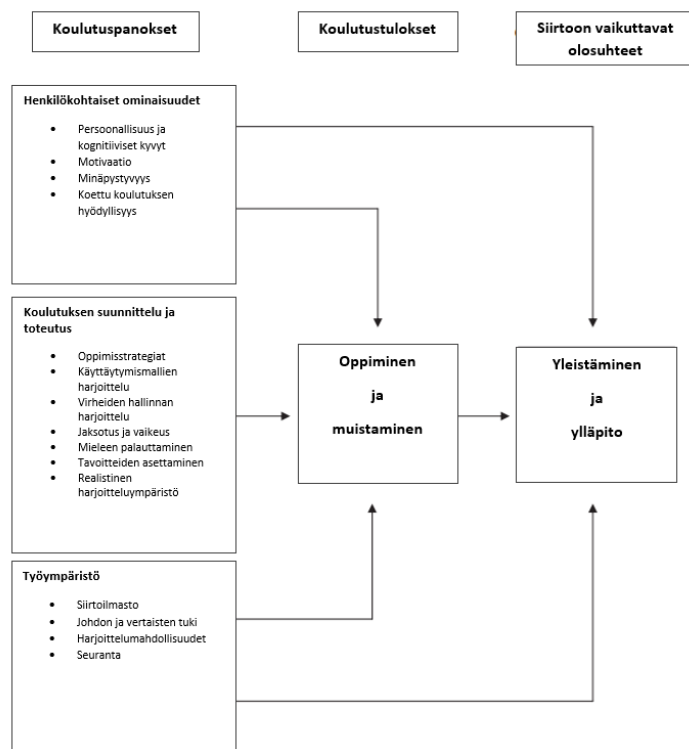 Koulutuspanokset
Koulutustulokset
Siirtoon vaikuttavat
olosuhteet
Henkilökohtaiset ominaisuudet
• Persoonallisuus ja
kognitiiviset kyvyt
• Motivaatio
• Minäpystyvyys
• Koettu koulutuksen
hyödyllisyys
Koulutuksen suunnittelu ja
toteutus
• Oppimisstrategiat
• Käyttäytymismallien
harjoittelu
• Virheiden hallinnan
harjoittelu
• Jaksotus ja vaikeus
• Mieleen palauttaminen
• Tavoitteiden asettaminen
• Realistinen
harjoitteluympäristö
Oppiminen
ja
muistaminen
Yleistäminen
ja
ylläpito
Työympäristö
• Siirtoilmasto
• Johdon ja vertaisten tuki
• Harjoittelumahdollisuudet
• Seuranta